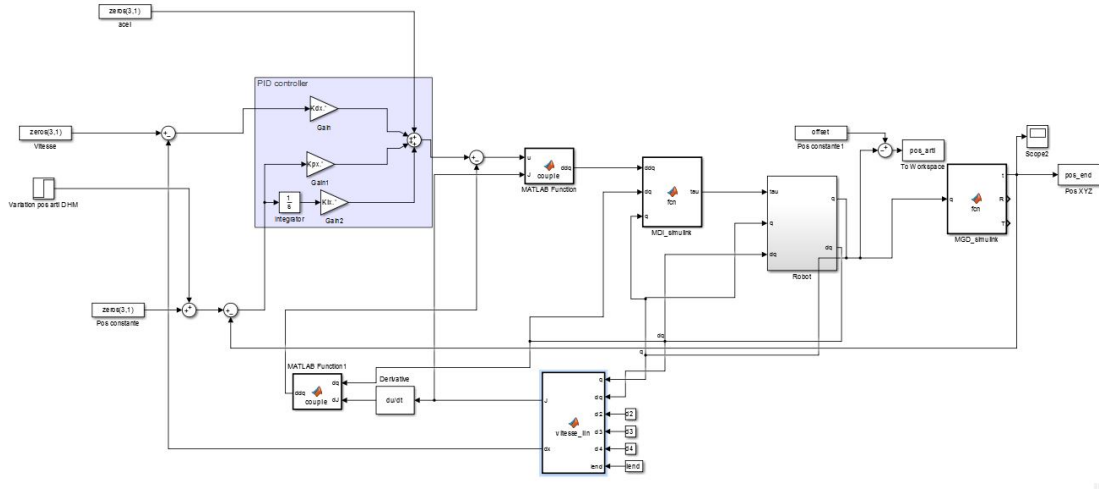 zeros(3,1)
acel
PID controller
Kdx.*
Gain
zeros(3,1)
Vitesse
offset
Pos constante1
pos_arti
To Workspace
Scope2
Kpx.*
Gain1
u
J
couple
ddq
MATLAB Function
ddq
dq
q
fcn
tau
MDI_simulink
tau
q
dq
q
dq
Robot
q
fcn
t
R
T
MGD_simulink
pos_end
Pos XYZ
Variation pos arti DHM
1
s
Integrator
Gain2
zeros(3,1)
Pos constante
dq
q
MATLAB Function1
ddq
couple
dq
dJ
Derivative
du/dt
J
dx
vitesse_lin
q
dq
d2
d3
d4
lend
d2
d3
d4
lend